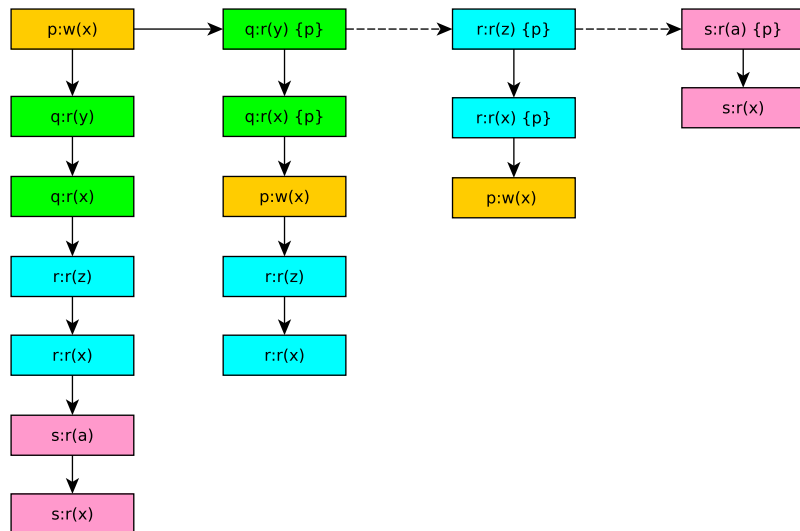 p:w(x)
q:r(y) {p}
r:r(z) {p}
s:r(a) {p}
q:r(y)
q:r(x) {p}
r:r(x) {p}
s:r(x)
q:r(x)
p:w(x)
p:w(x)
r:r(z)
r:r(z)
r:r(x)
r:r(x)
s:r(a)
s:r(x)